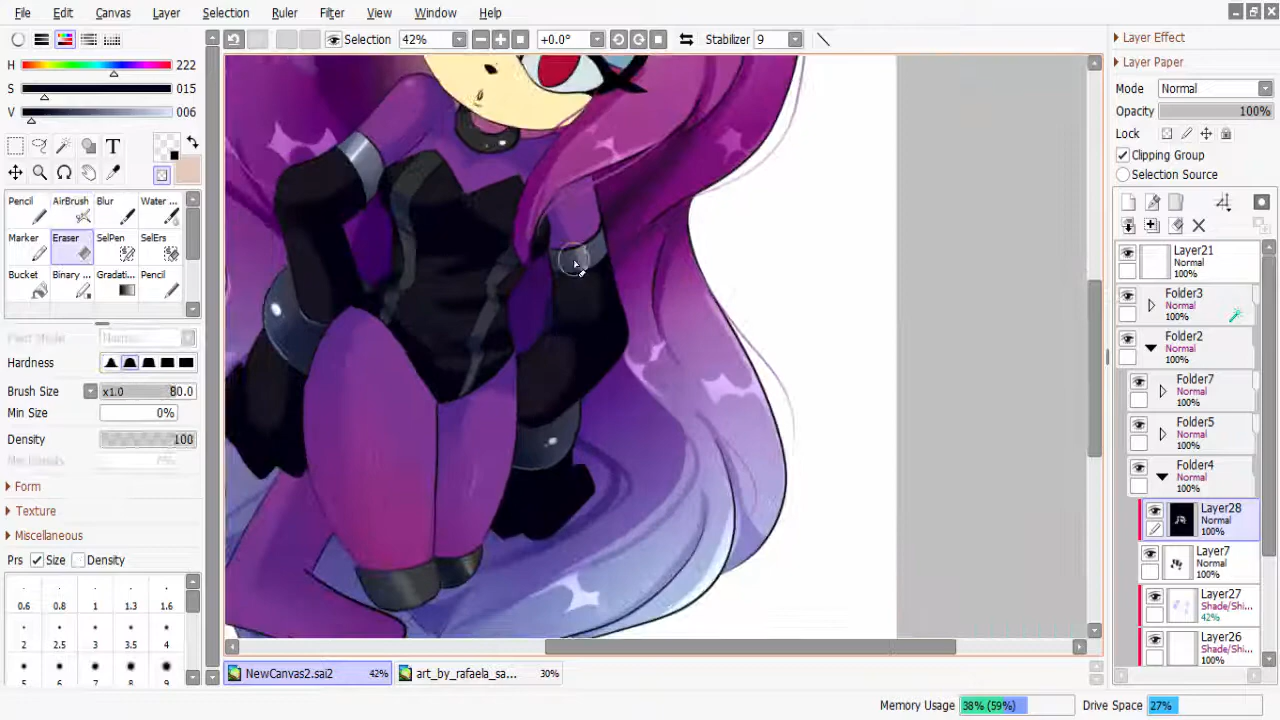 File Edit Canvas Layer Selection Ruler Filter View Window Help
Selection 42% +0.0° Stabilizer 9
H 222
S 015
V 006
T
Pencil AirBrush Blur Water ...
Marker Eraser SelPen SelErs
Bucket Binary ... Gradati... Pencil
Hardness
Brush Size x1.0 80.0
Min Size 0%
Density 100
Form
Texture
Miscellaneous
Prs Size Density
0.6 0.8 1 1.3 1.6
2 2.5 3 3.5 4
5 6 7 8 9
NewCanvas2.sai2 42% art_by_rafaela_sa... 30%
Memory Usage 38% (59%) Drive Space 27%
Layer Effect
Layer Paper
Mode Normal
Opacity 100%
Lock
Clipping Group
Selection Source
Layer21
Normal
100%
Folder3
Normal
100%
Folder2
Normal
100%
Folder7
Normal
100%
Folder5
Normal
100%
Folder4
Normal
100%
Layer28
Normal
100%
Layer7
Normal
100%
Layer27
Shade/Shi...
42%
Layer26
Shade/Shi...
100%